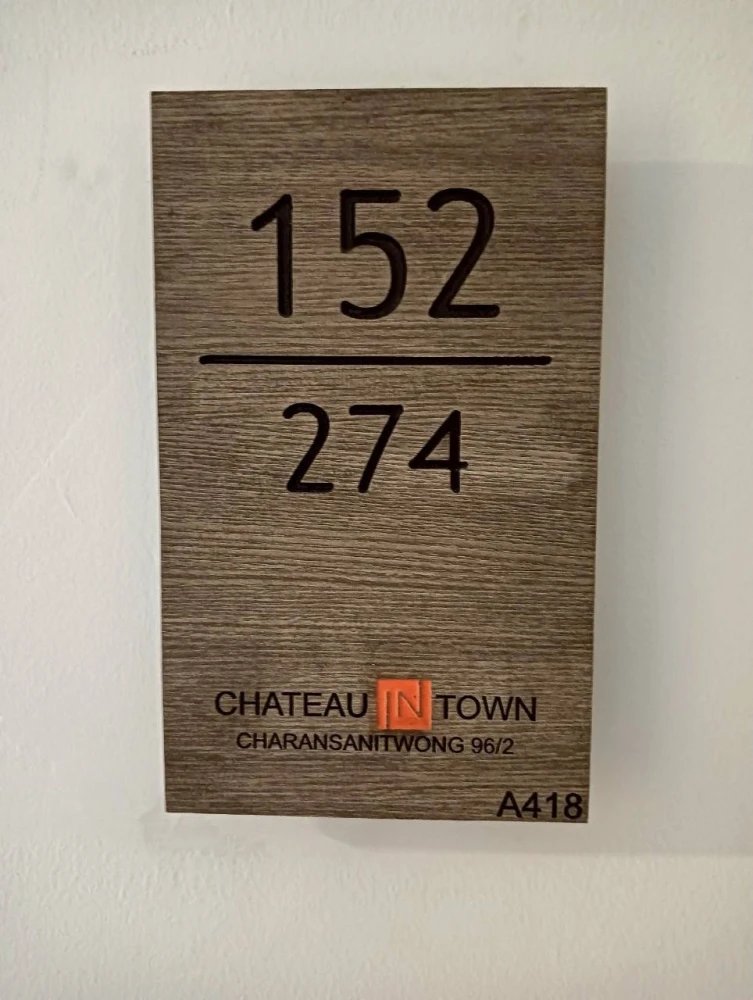 152
274
CHATEAU IN TOWN
CHARANSANITWONG 96/2
A418